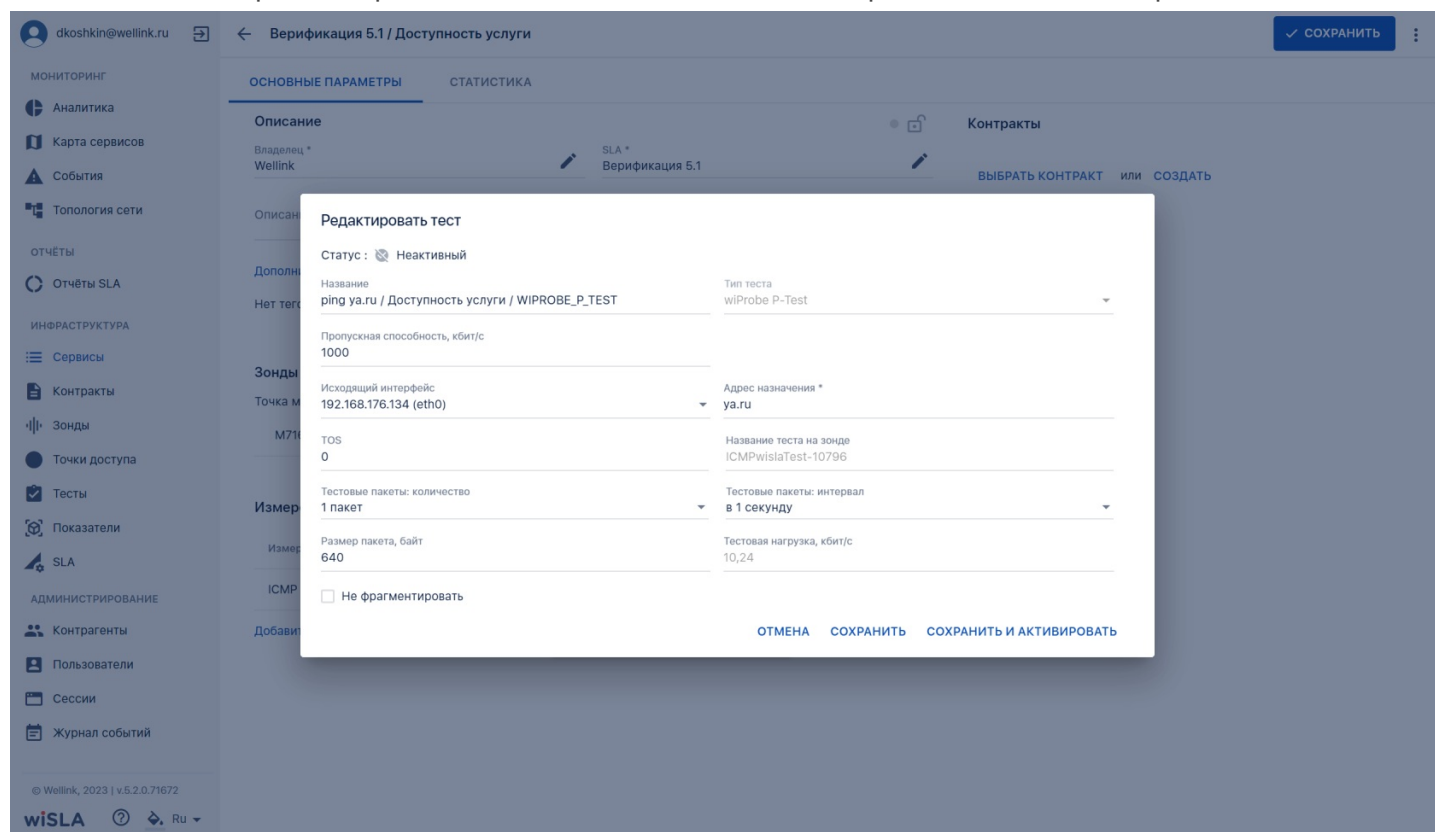 dkoshkin@wellink.ru
Верификация 5.1 / Доступность услуги
СОХРАНИТЬ
МОНИТОРИНГ
Аналитика
Карта сервисов
События
Топология сети
ОТЧЁТЫ
Отчёты SLA
ИНФРАСТРУКТУРА
Сервисы
Контракты
Зонды
Точки доступа
Тесты
Показатели
SLA
АДМИНИСТРИРОВАНИЕ
Контрагенты
Пользователи
Сессии
Журнал событий
© Wellink, 2023 | v.5.2.0.71672
wiSLA
Ru
ОСНОВНЫЕ ПАРАМЕТРЫ СТАТИСТИКА
Описание
Контракты
Владелец * SLA *
Wellink Верификация 5.1
ВЫБРАТЬ КОНТРАКТ или СОЗДАТЬ
Зонды
Точка
ICMP
Редактировать тест
Статус : Неактивный
Название Тип теста
ping ya.ru / Доступность услуги / WIPROBE_P_TEST wiProbe P-Test
Пропускная способность, кбит/с
1000
Исходящий интерфейс Адрес назначения *
192.168.176.134 (eth0) ya.ru
TOS Название теста на зонде
0 ICMPwislaTest-10796
Тестовые пакеты: количество Тестовые пакеты: интервал
1 пакет в 1 секунду
Размер пакета, байт Тестовая нагрузка, кбит/с
640 10,24
Не фрагментировать
ОТМЕНА СОХРАНИТЬ СОХРАНИТЬ И АКТИВИРОВАТЬ